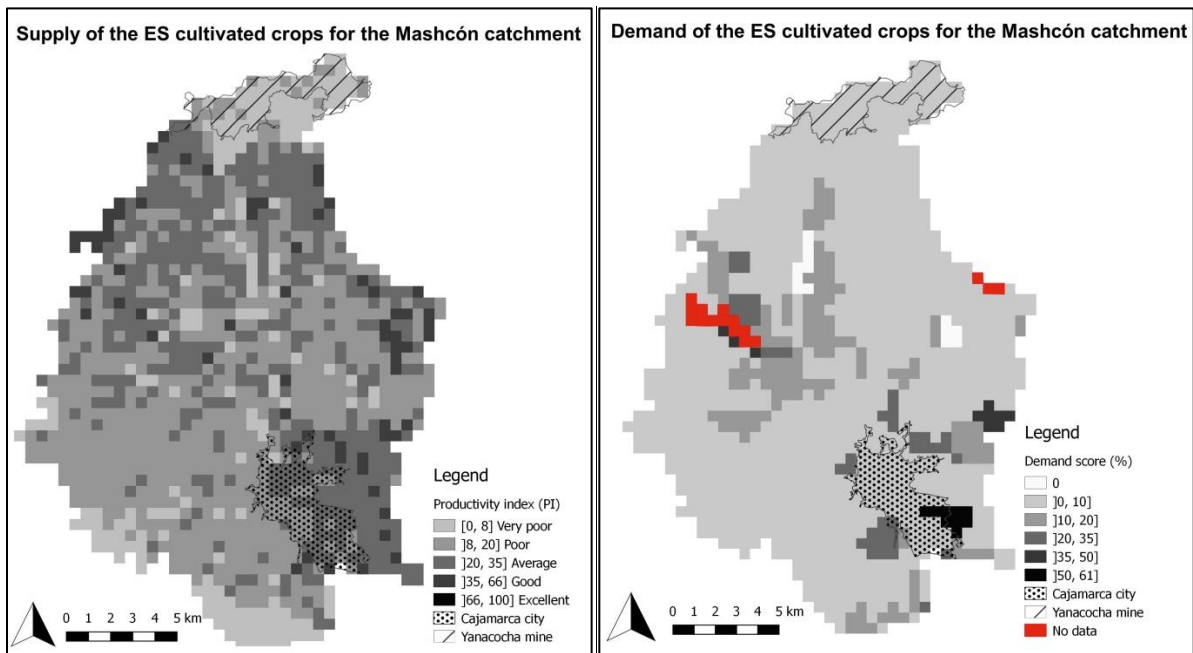 Supply of the ES cultivated crops for the Mashcón catchment
Legend
Productivity index (PI)
[0, 8] Very poor
]8, 20] Poor
]20, 35] Average
]35, 66] Good
]66, 100] Excellent
Cajamarca city
Yanacocha mine
0 1 2 3 4 5 km
Demand of the ES cultivated crops for the Mashcón catchment
Legend
Demand score (%)
0
]0, 10]
]10, 20]
]20, 35]
]35, 50]
]50, 61]
Cajamarca city
Yanacocha mine
No data
0 1 2 3 4 5 km